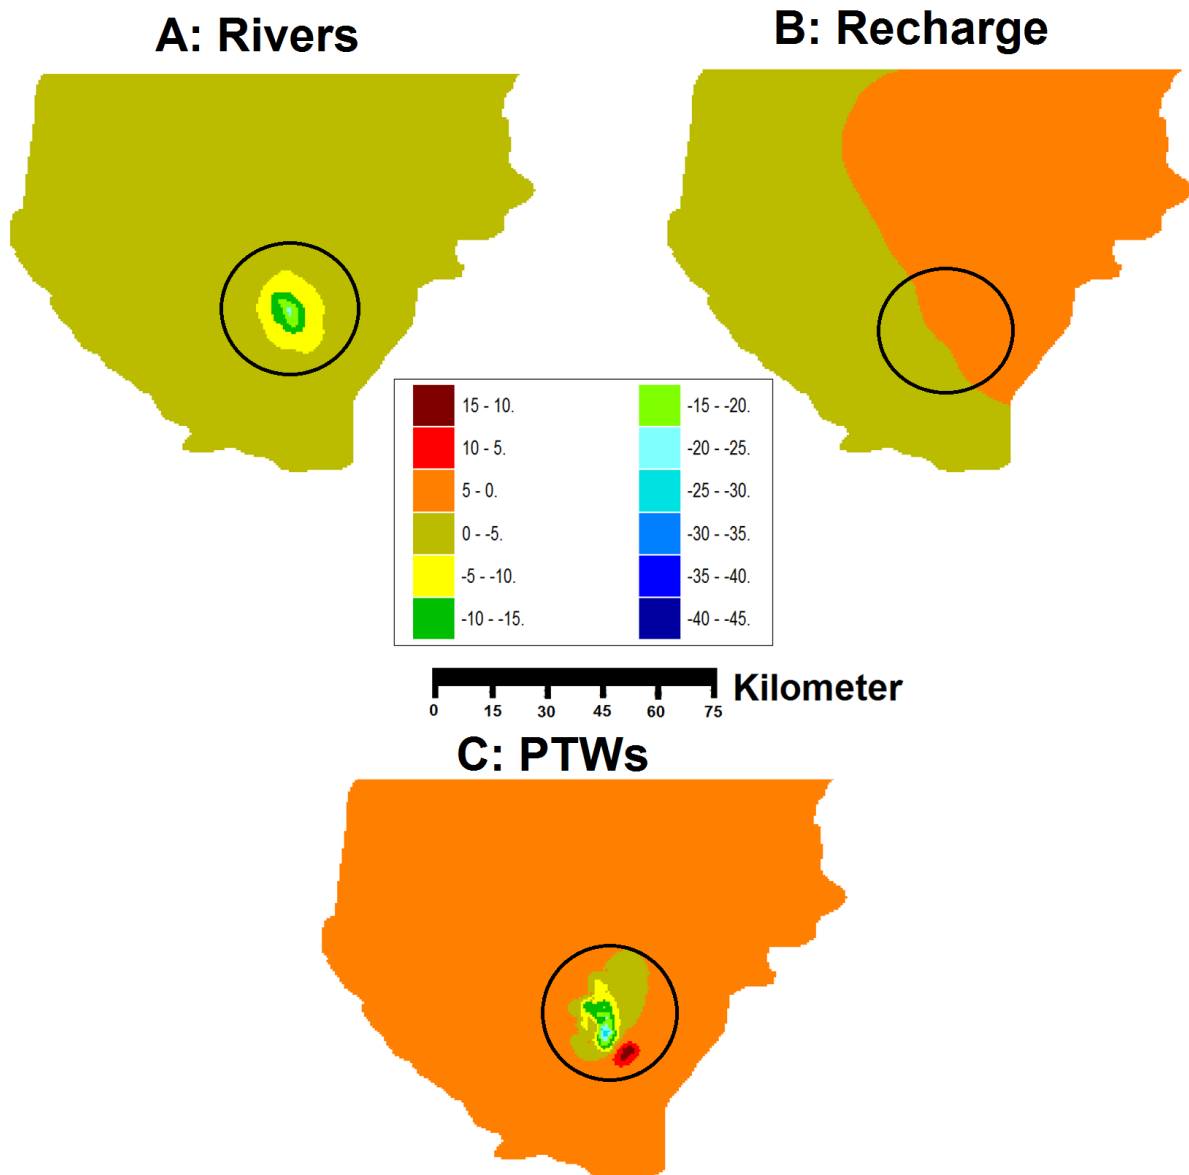 A: Rivers
B: Recharge
15 - 10.
10 - 5.
5 - 0.
0 - -5.
-5 - -10.
-10 - -15.
-15 - -20.
-20 - -25.
-25 - -30.
-30 - -35.
-35 - -40.
-40 - -45.
Kilometer
0 15 30 45 60 75
C: PTWs